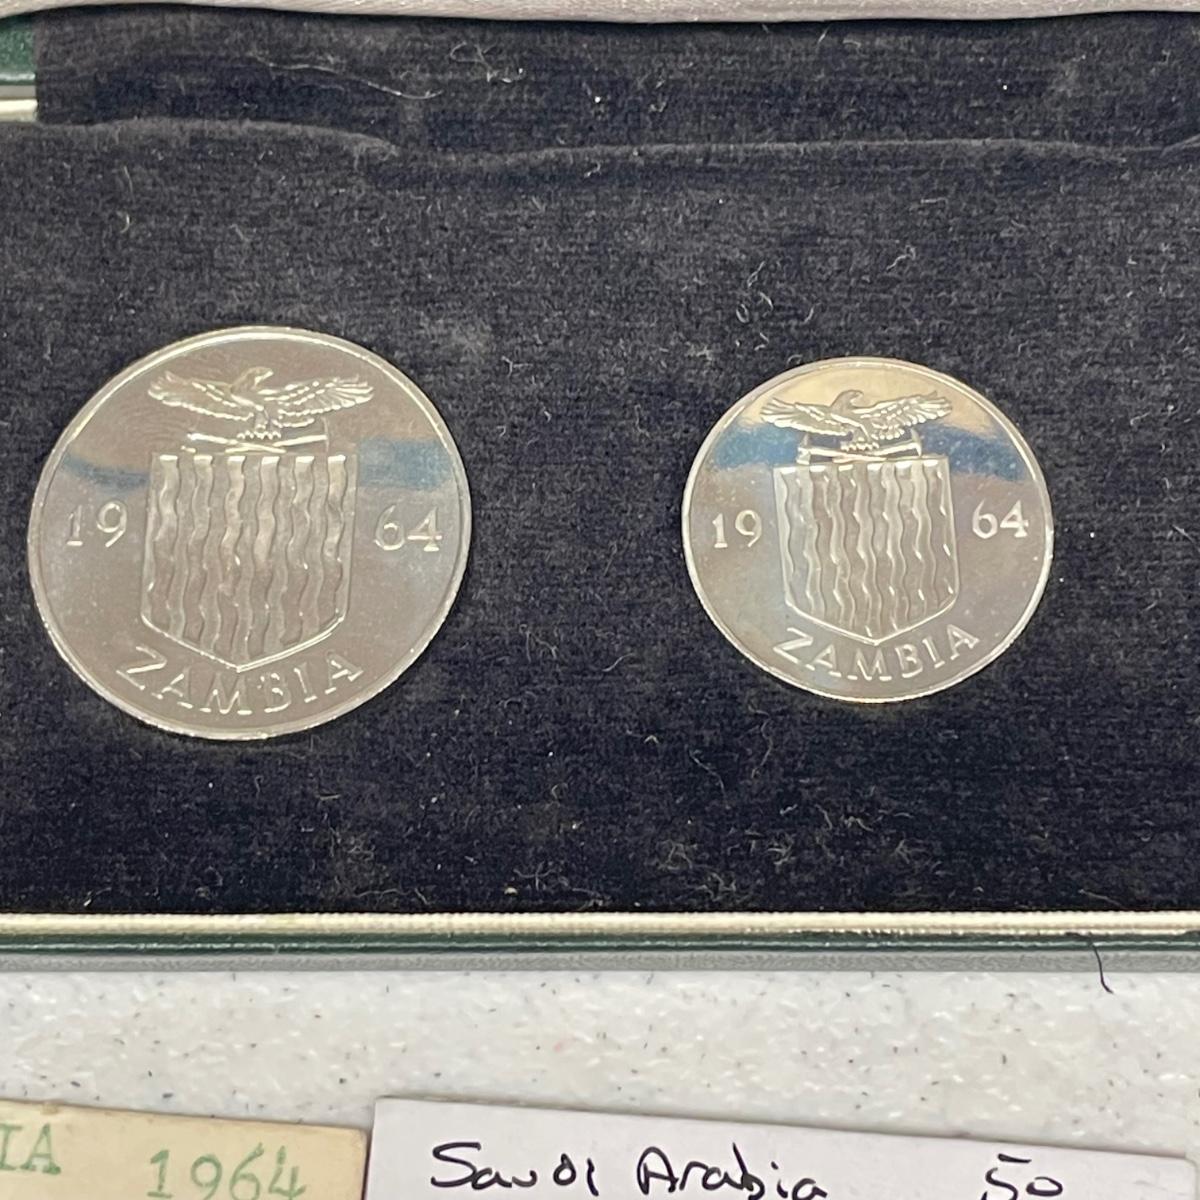 19 64
ZAMBIA
19 64
ZAMBIA
IA 1964
Saudi Arabia 50